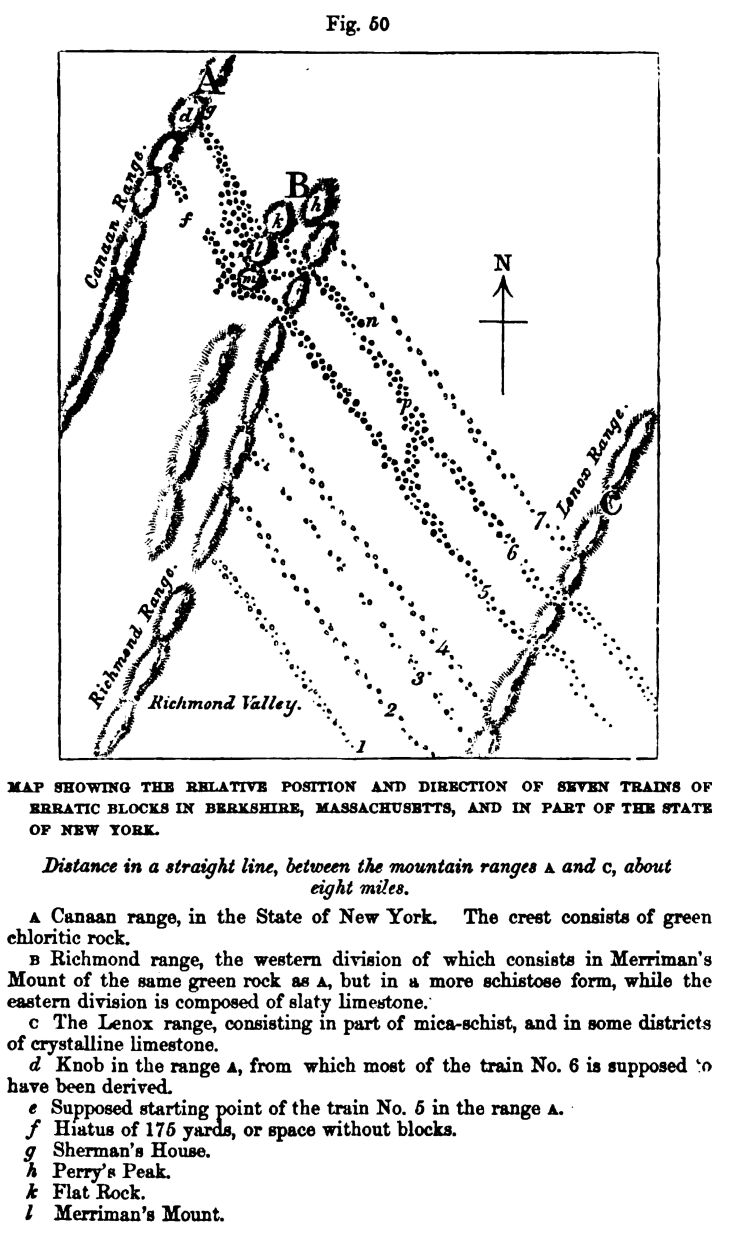 Fig. 50
A
d
g
Canaan Range.
e
f
B
h
k
l
m
N
n
p
Lenox Range.
C
7
6
5
4
3
2
1
Richmond Range.
Richmond Valley.
MAP SHOWING THE RELATIVE POSITION AND DIRECTION OF SEVEN TRAINS OF
ERRATIC BLOCKS IN BERKSHIRE, MASSACHUSETTS, AND IN PART OF THE STATE
OF NEW YORK.
Distance in a straight line, between the mountain ranges A and C, about
eight miles.
A Canaan range, in the State of New York. The crest consists of green
chloritic rock.
B Richmond range, the western division of which consists in Merriman's
Mount of the same green rock as A, but in a more schistose form, while the
eastern division is composed of slaty limestone.
C The Lenox range, consisting in part of mica-schist, and in some districts
of crystalline limestone.
d Knob in the range A, from which most of the train No. 6 is supposed to
have been derived.
e Supposed starting point of the train No. 5 in the range A.
f Hiatus of 175 yards, or space without blocks.
g Sherman's House.
h Perry's Peak.
k Flat Rock.
l Merriman's Mount.